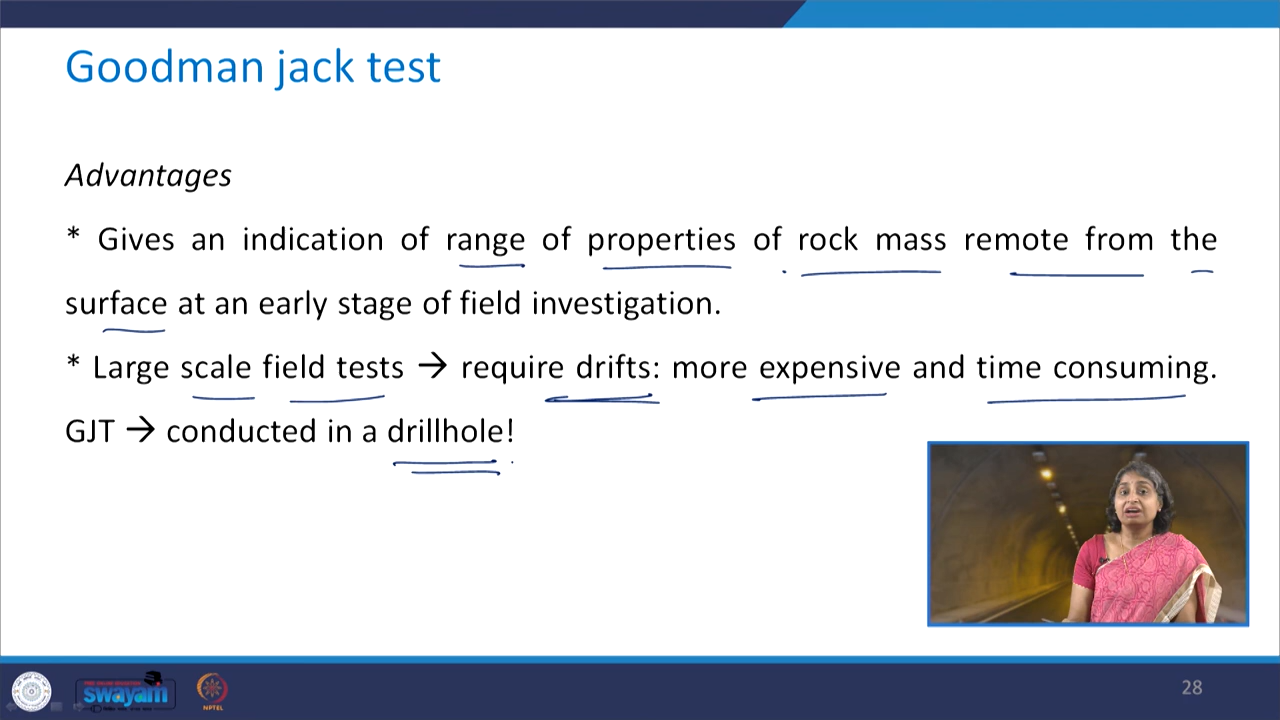 Goodman jack test
Advantages
* Gives an indication of range of properties of rock mass remote from the
surface at an early stage of field investigation.
* Large scale field tests → require drifts: more expensive and time consuming.
GJT → conducted in a drillhole!
swayam
NPTEL
28